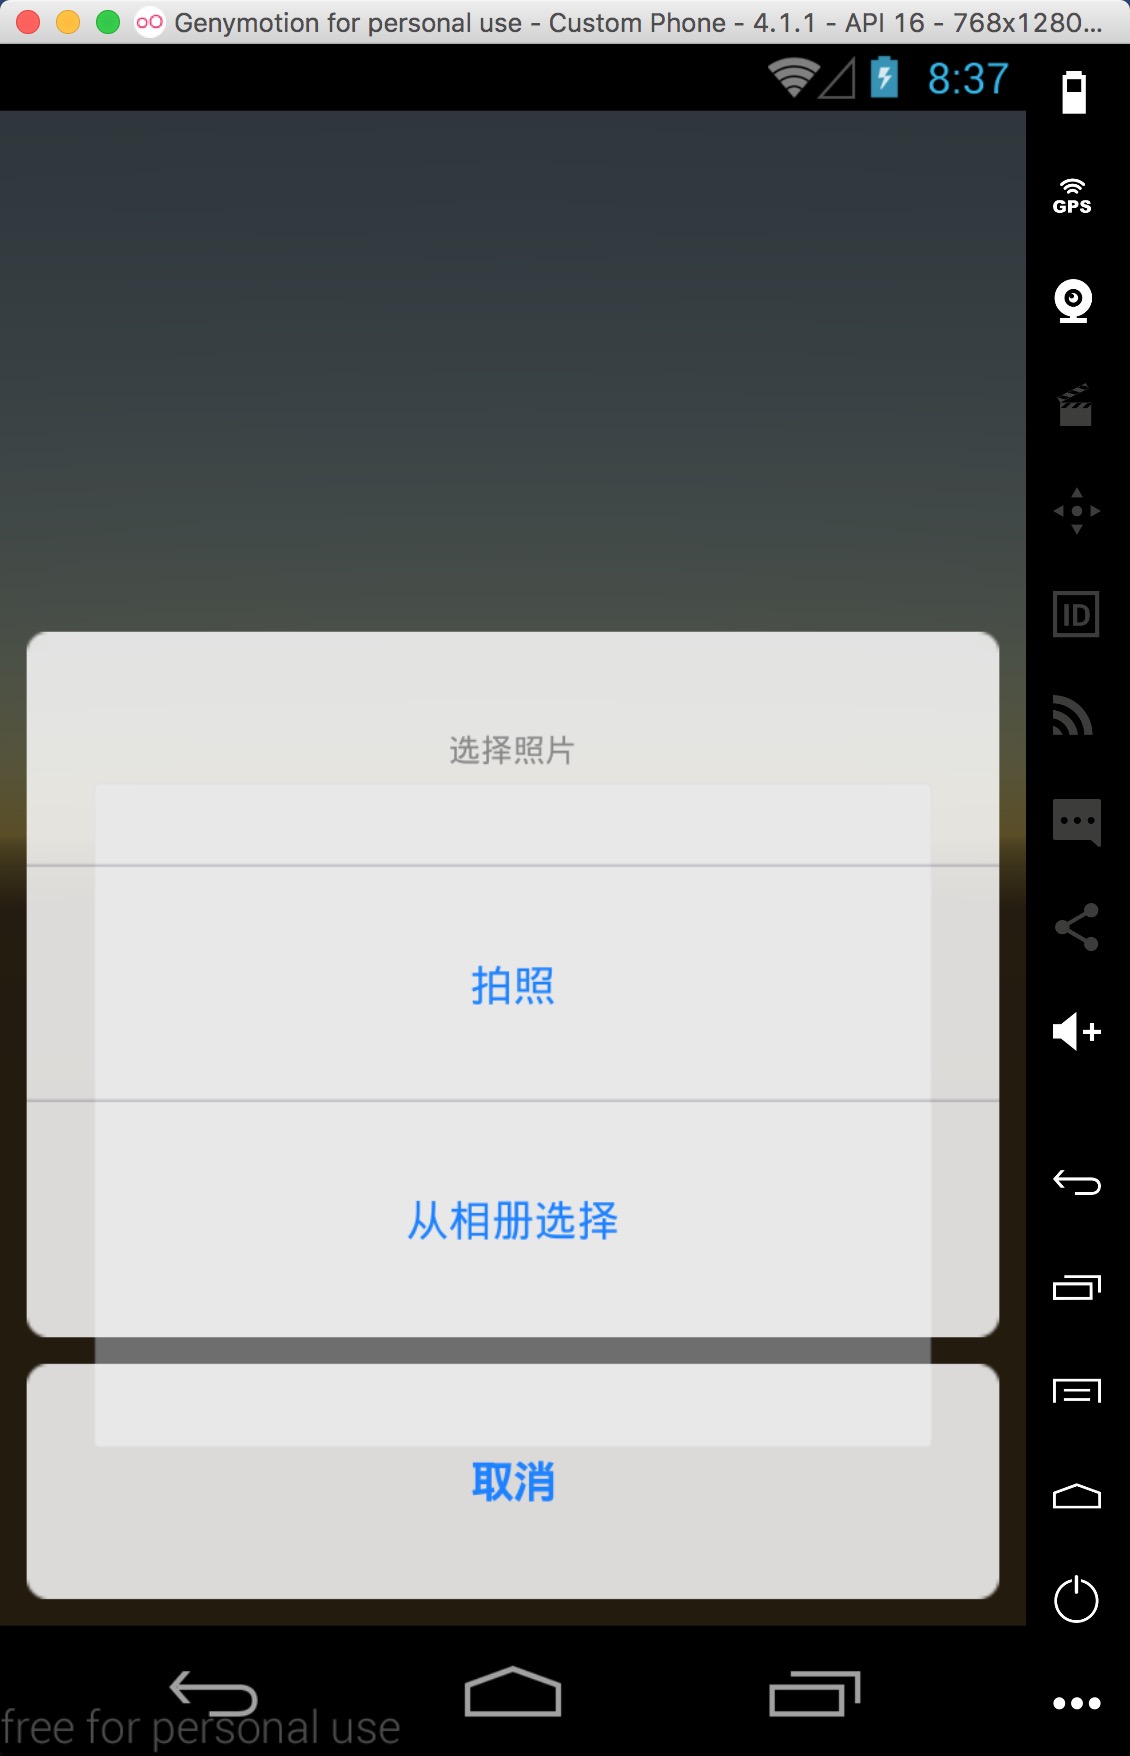 Genymotion for personal use - Custom Phone - 4.1.1 - API 16 - 768x1280...
8:37
GPS
选择照片
ID
拍照
从相册选择
取消
free for personal use